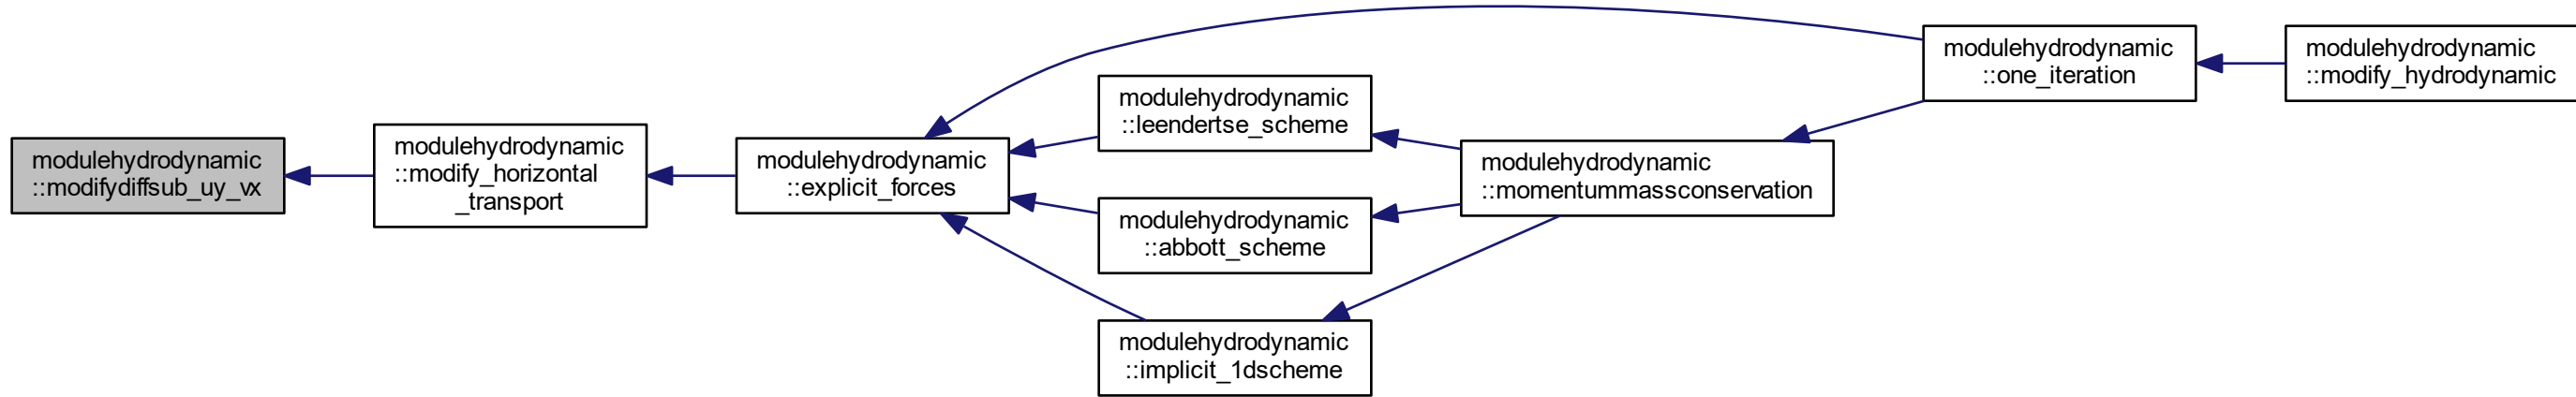 modulehydrodynamic
::modifydiffsub_uy_vx
modulehydrodynamic
::modify_horizontal
_transport
modulehydrodynamic
::explicit_forces
modulehydrodynamic
::leendertse_scheme
modulehydrodynamic
::abbott_scheme
modulehydrodynamic
::implicit_1dscheme
modulehydrodynamic
::momentummassconservation
modulehydrodynamic
::one_iteration
modulehydrodynamic
::modify_hydrodynamic